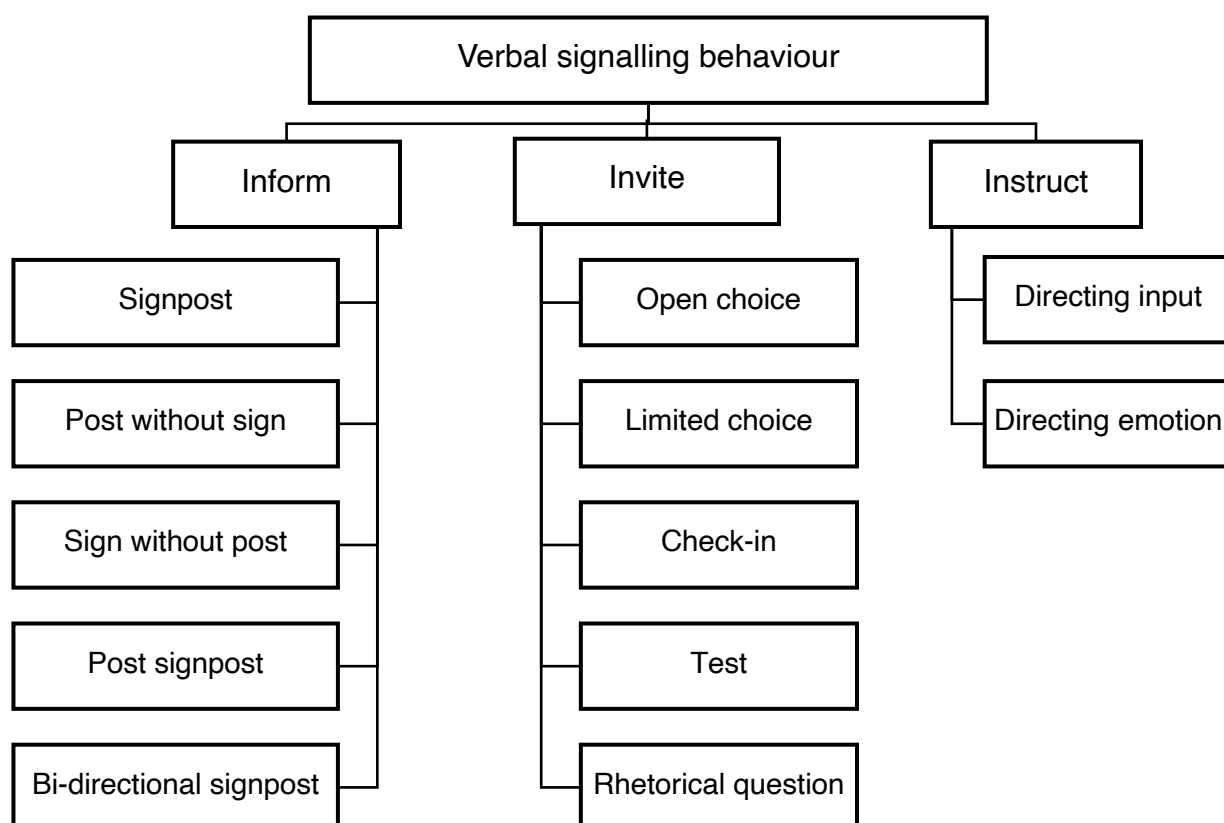 Verbal signalling behaviour
Inform
Invite
Instruct
Signpost
Post without sign
Sign without post
Post signpost
Bi-directional signpost
Open choice
Limited choice
Check-in
Test
Rhetorical question
Directing input
Directing emotion